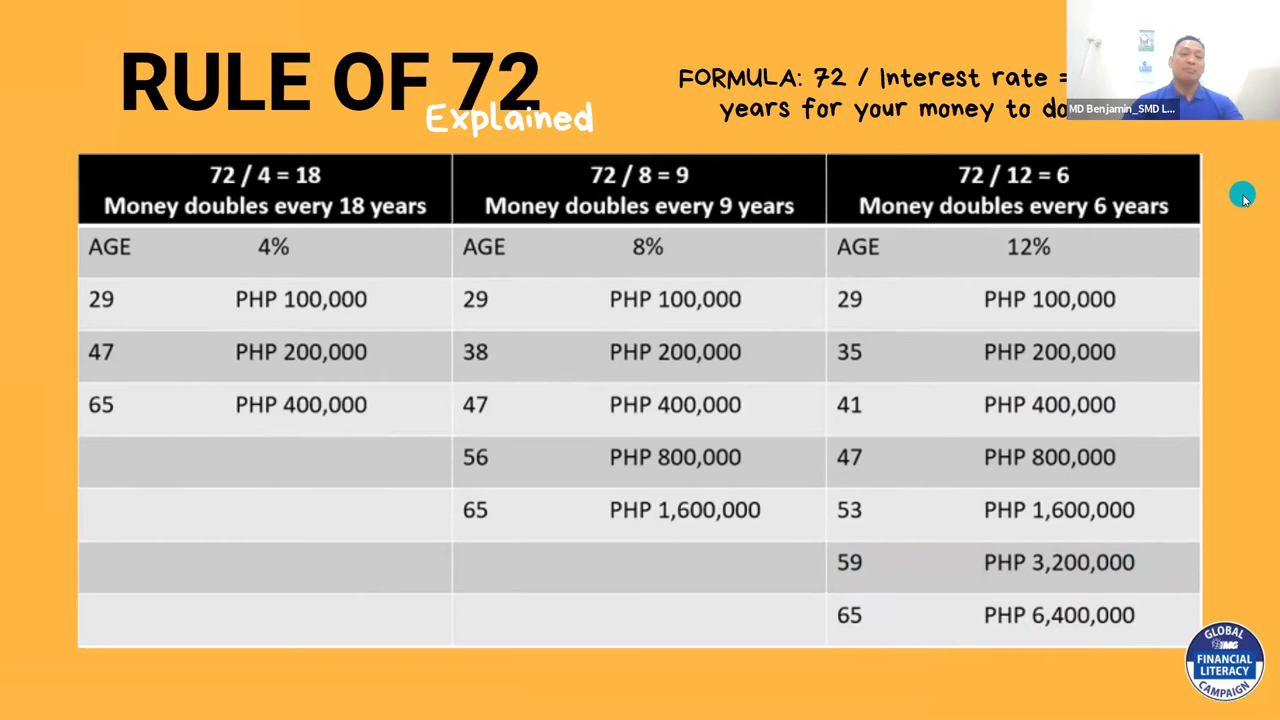 RULE OF 72
Explained
FORMULA: 72 / Interest rate =
years for your money to
MD Benjamin_SMD L...
72 / 4 = 18
Money doubles every 18 years
72 / 8 = 9
Money doubles every 9 years
72 / 12 = 6
Money doubles every 6 years
AGE 4% AGE 8% AGE 12%
29 PHP 100,000 29 PHP 100,000 29 PHP 100,000
47 PHP 200,000 38 PHP 200,000 35 PHP 200,000
65 PHP 400,000 47 PHP 400,000 41 PHP 400,000
56 PHP 800,000 47 PHP 800,000
65 PHP 1,600,000 53 PHP 1,600,000
59 PHP 3,200,000
65 PHP 6,400,000
GLOBAL
IMG
FINANCIAL
LITERACY
CAMPAIGN